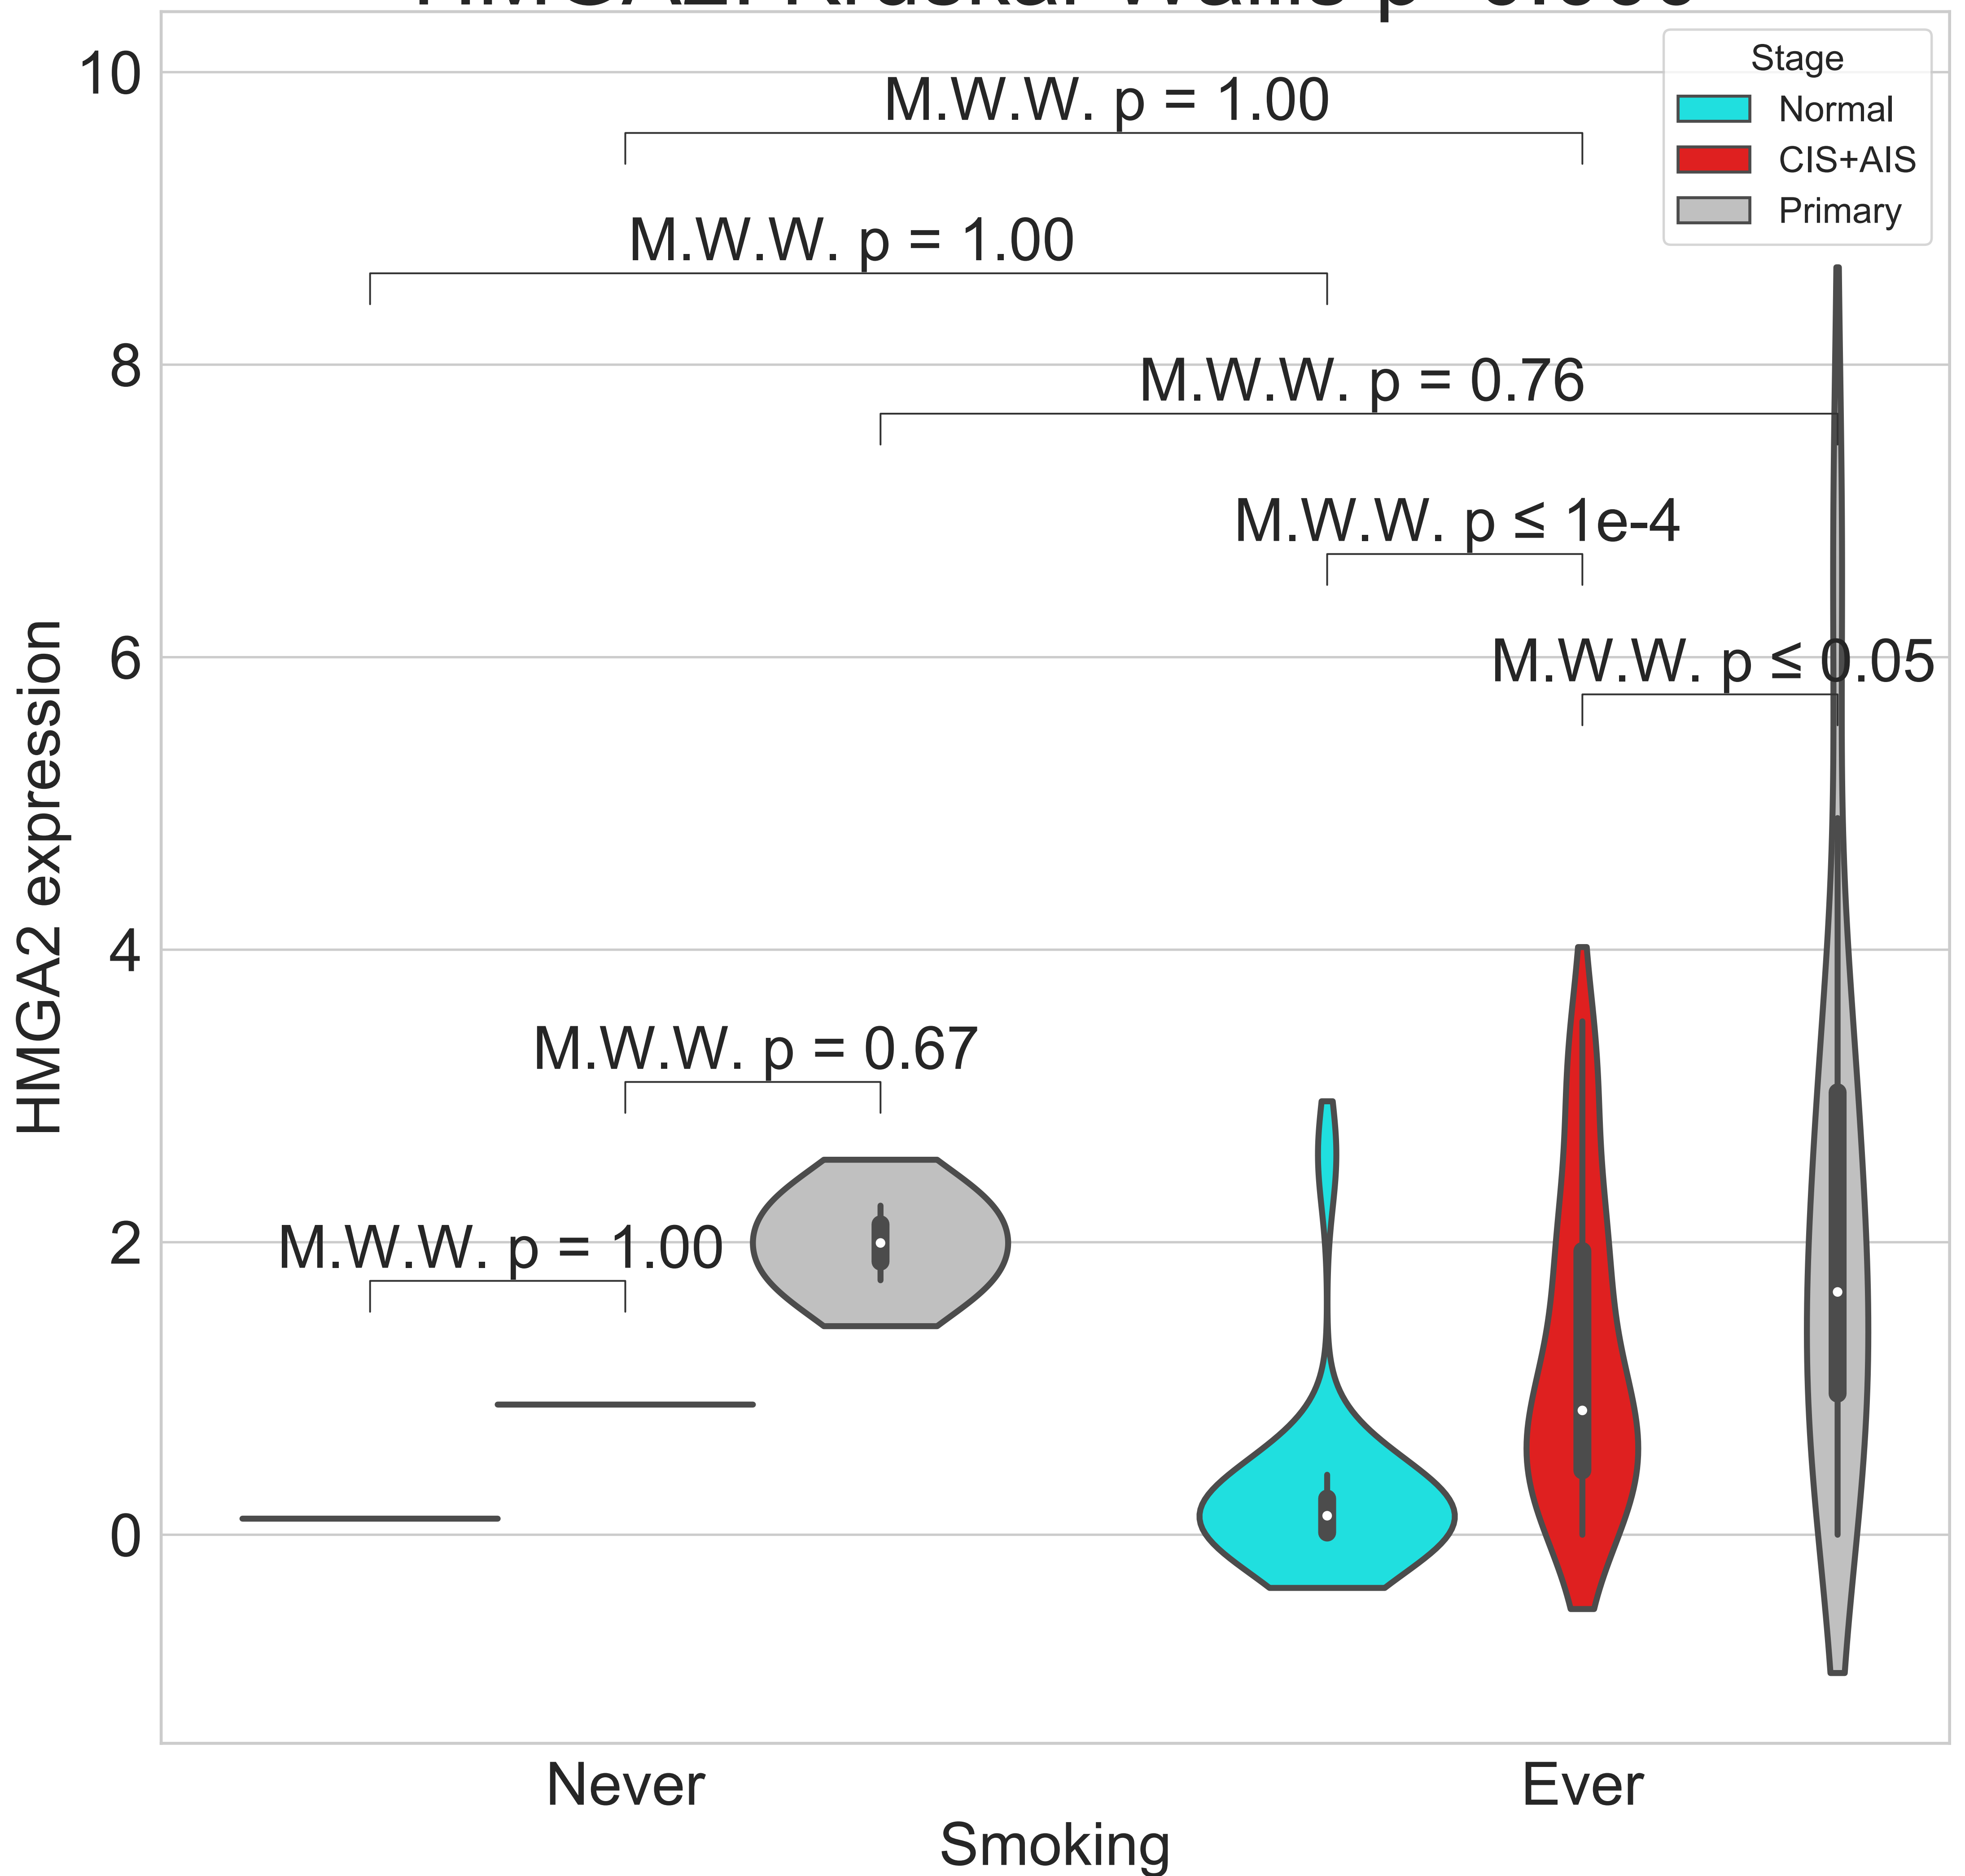 Stage
Normal
CIS+AIS
Primary
10
8
6
4
2
0
HMGA2 expression
M.W.W. p = 1.00
M.W.W. p = 1.00
M.W.W. p = 0.76
M.W.W. p ≤ 1e-4
M.W.W. p ≤ 0.05
M.W.W. p = 0.67
M.W.W. p = 1.00
Never
Ever
Smoking